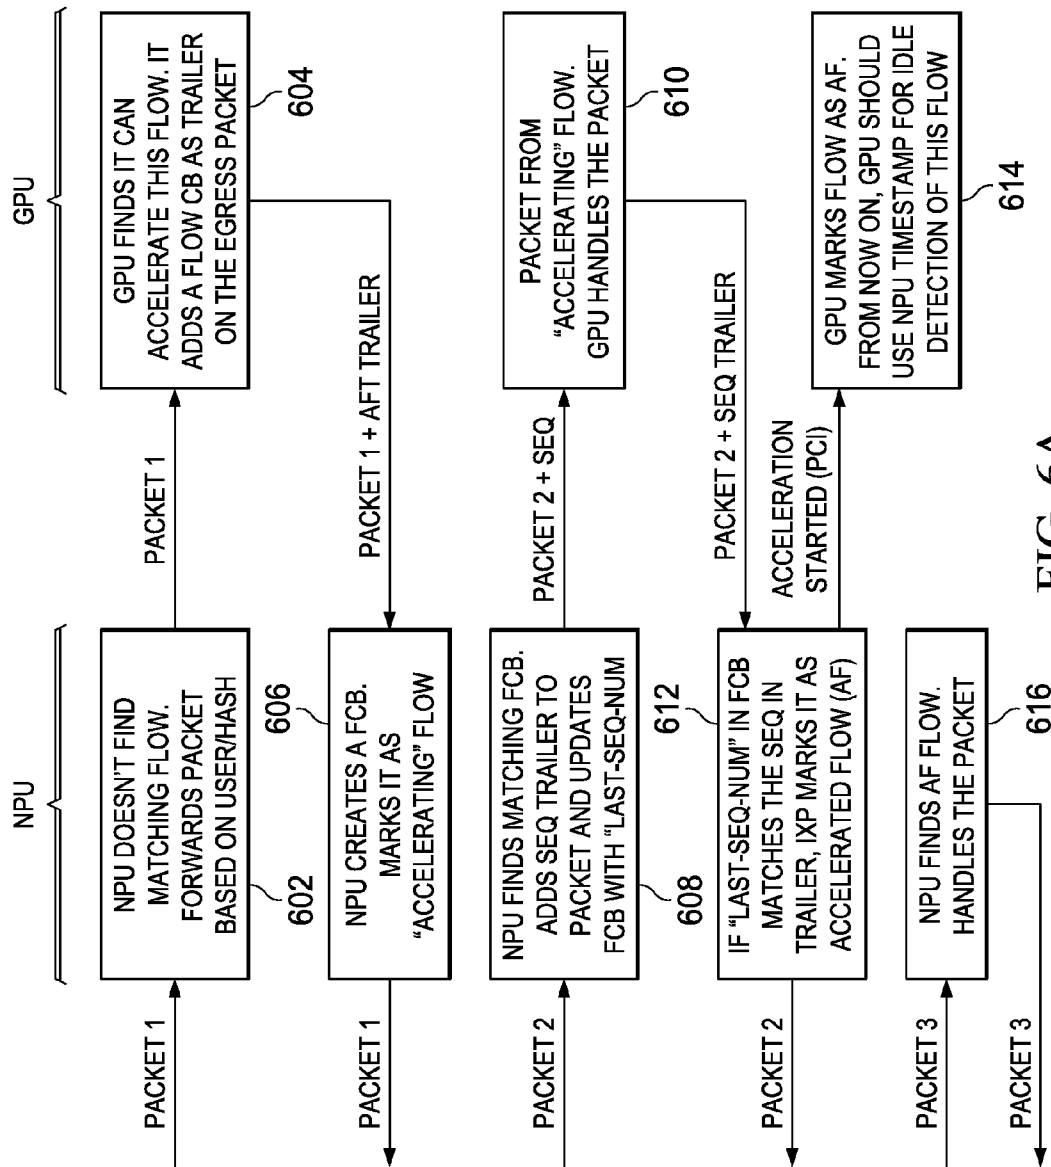 NPU
GPU
PACKET 1
NPU DOESN'T FIND
MATCHING FLOW.
FORWARDS PACKET
BASED ON USER/HASH
602
PACKET 1
GPU FINDS IT CAN
ACCELERATE THIS FLOW. IT
ADDS A FLOW CB AS TRAILER
ON THE EGRESS PACKET
604
PACKET 1 + AFT TRAILER
606
NPU CREATES A FCB.
MARKS IT AS
"ACCELERATING" FLOW
PACKET 1
PACKET 2
NPU FINDS MATCHING FCB.
ADDS SEQ TRAILER TO
PACKET AND UPDATES
FCB WITH "LAST-SEQ-NUM
608
PACKET 2 + SEQ
PACKET FROM
"ACCELERATING" FLOW.
GPU HANDLES THE PACKET
610
PACKET 2 + SEQ TRAILER
612
IF "LAST-SEQ-NUM" IN FCB
MATCHES THE SEQ IN
TRAILER, IXP MARKS IT AS
ACCELERATED FLOW (AF)
PACKET 2
ACCELERATION
STARTED (PCI)
GPU MARKS FLOW AS AF.
FROM NOW ON, GPU SHOULD
USE NPU TIMESTAMP FOR IDLE
DETECTION OF THIS FLOW
614
PACKET 3
NPU FINDS AF FLOW.
HANDLES THE PACKET
616
PACKET 3
FIG. 6A